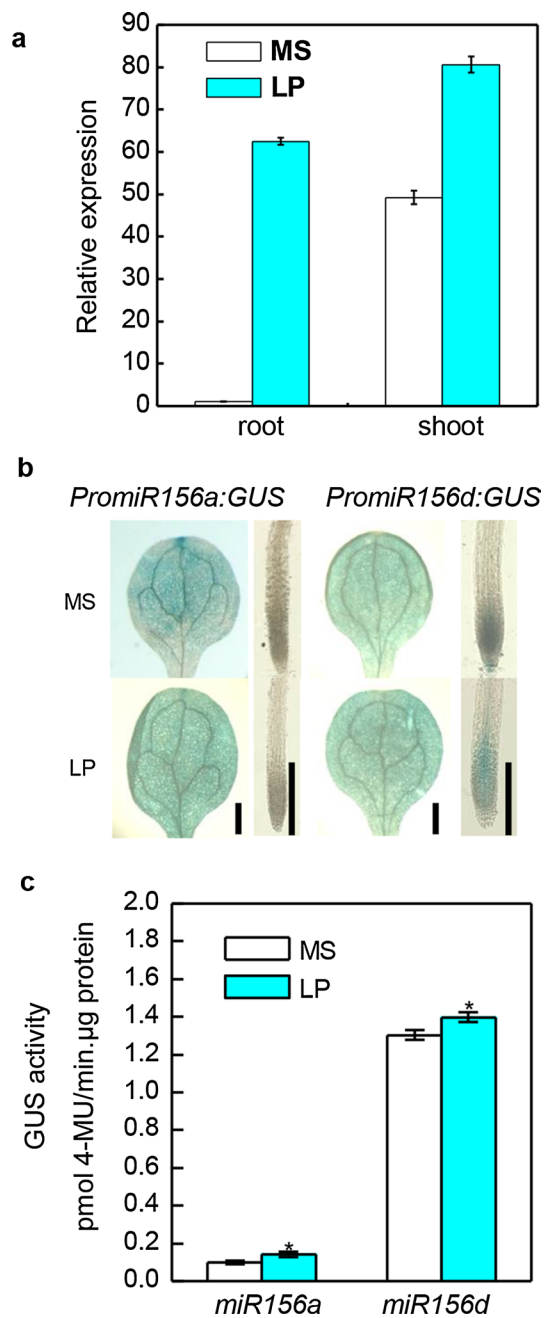 a
Relative expression
90
80
70
60
50
40
30
20
10
0
MS
LP
root shoot
b
PromiR156a:GUS PromiR156d:GUS
MS
LP
c
GUS activity
pmol 4-MU/min.µg protein
2.0
1.8
1.6
1.4
1.2
1.0
0.8
0.6
0.4
0.2
0.0
MS
LP
*
*
miR156a miR156d